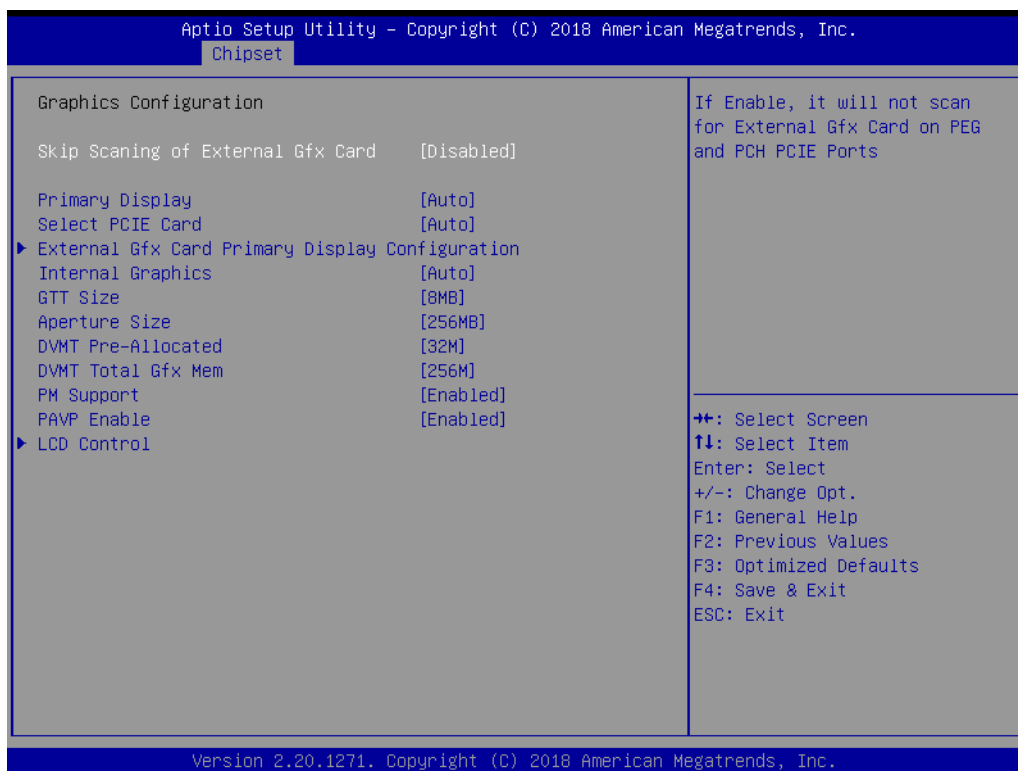 Aptio Setup Utility – Copyright (C) 2018 American Megatrends, Inc.
Chipset
Graphics Configuration
Skip Scaning of External Gfx Card [Disabled]
Primary Display [Auto]
Select PCIE Card [Auto]
▶ External Gfx Card Primary Display Configuration
Internal Graphics [Auto]
GTT Size [8MB]
Aperture Size [256MB]
DVMT Pre-Allocated [32M]
DVMT Total Gfx Mem [256M]
PM Support [Enabled]
PAVP Enable [Enabled]
▶ LCD Control
If Enable, it will not scan
for External Gfx Card on PEG
and PCH PCIE Ports
→←: Select Screen
↑↓: Select Item
Enter: Select
+/-: Change Opt.
F1: General Help
F2: Previous Values
F3: Optimized Defaults
F4: Save & Exit
ESC: Exit
Version 2.20.1271. Copyright (C) 2018 American Megatrends, Inc.